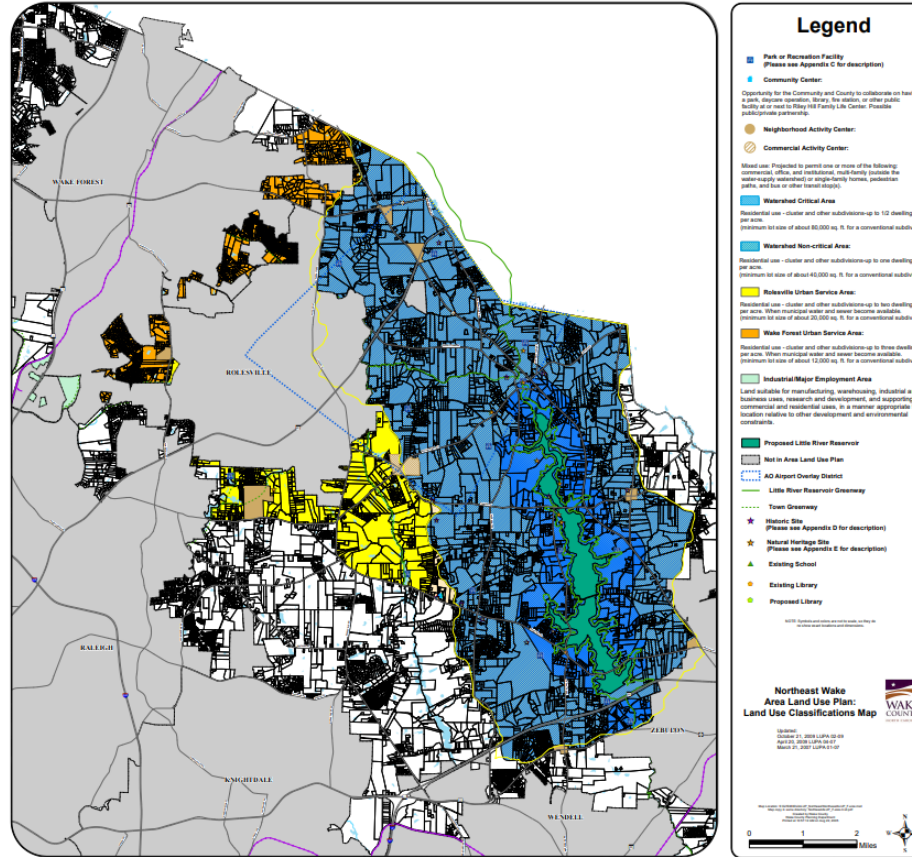 WAKE FOREST
ROLESVILLE
RALEIGH
KNIGHTDALE
WENDELL
ZEBULON
Legend
Park or Recreation Facility
(Please see Appendix C for description)
Community Center:
Opportunity for the Community and County to collaborate on havi
a park, daycare operation, library, fire station, or other public
facility at or next to Riley Hill Family Life Center. Possible
public/private partnership.
Neighborhood Activity Center:
Commercial Activity Center:
Mixed use: Projected to permit one or more of the following:
commercial, office, and institutional, multi-family (outside the
water-supply watershed) or single-family homes, pedestrian
paths, and bus or other transit stop(s).
Watershed Critical Area
Residential use - cluster and other subdivisions-up to 1/2 dwelling
per acre.
(minimum lot size of about 80,000 sq. ft. for a conventional subdiv
Watershed Non-critical Area:
Residential use - cluster and other subdivisions-up to one dwelling
per acre.
(minimum lot size of about 40,000 sq. ft. for a conventional subdiv
Rolesville Urban Service Area:
Residential use - cluster and other subdivisions-up to two dwelling
per acre. When municipal water and sewer become available.
(minimum lot size of about 20,000 sq. ft. for a conventional subdiv
Wake Forest Urban Service Area:
Residential use - cluster and other subdivisions-up to three dwelli
per acre. When municipal water and sewer become available.
(minimum lot size of about 12,000 sq. ft. for a conventional subdiv
Industrial/Major Employment Area
Land suitable for manufacturing, warehousing, industrial a
business uses, research and development, and supporting
commercial and residential uses, in a manner appropriate
location relative to other development and environmental
constraints.
Proposed Little River Reservoir
Not in Area Land Use Plan
AO Airport Overlay District
Little River Reservoir Greenway
Town Greenway
Historic Site
(Please see Appendix D for description)
Natural Heritage Site
(Please see Appendix E for description)
Existing School
Existing Library
Proposed Library
Northeast Wake
Area Land Use Plan:
Land Use Classifications Map
WAKE
COUNTY
Updated:
October 21, 2009 LUPA 02-09
March 21, 2007 LUPA 01-07
0 1 2
Miles
N
W
S